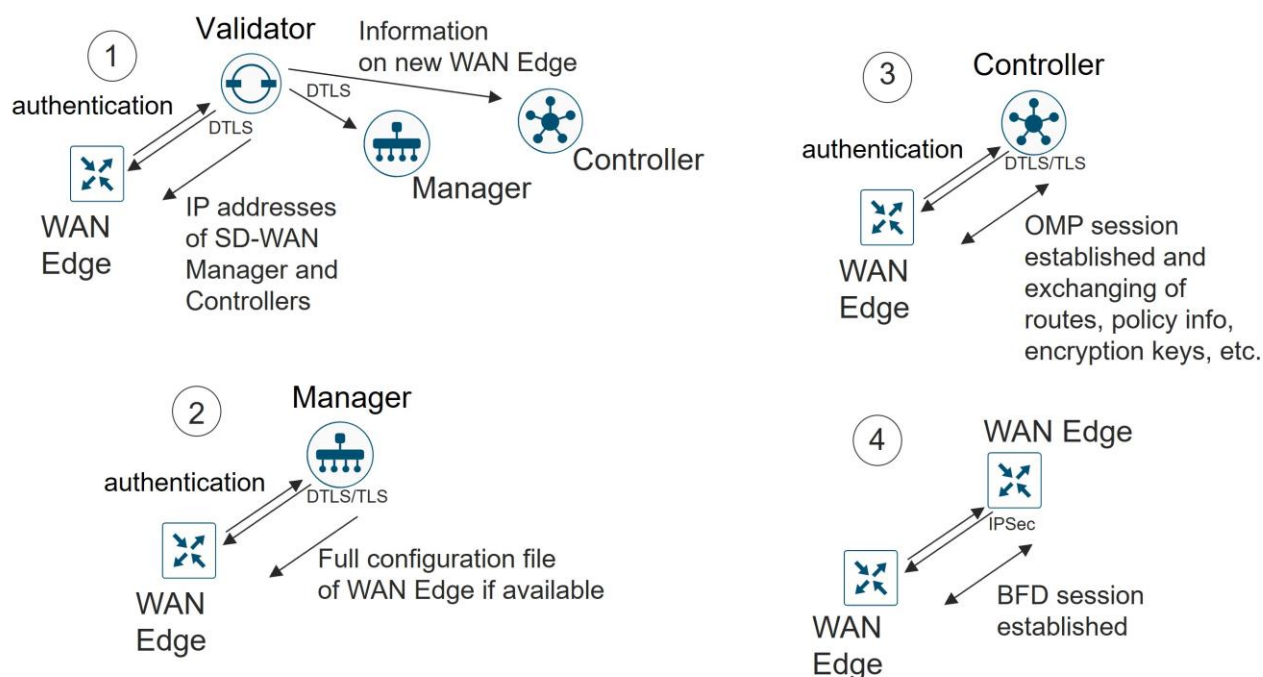 1
Validator
authentication
DTLS
WAN
Edge
IP addresses
of SD-WAN
Manager and
Controllers
Information
on new WAN Edge
DTLS
Manager
Controller
2
Manager
authentication
DTLS/TLS
WAN
Edge
Full configuration file
of WAN Edge if available
3
Controller
authentication
DTLS/TLS
WAN
Edge
OMP session
established and
exchanging of
routes, policy info,
encryption keys, etc.
4
WAN Edge
IPSec
WAN
Edge
BFD session
established